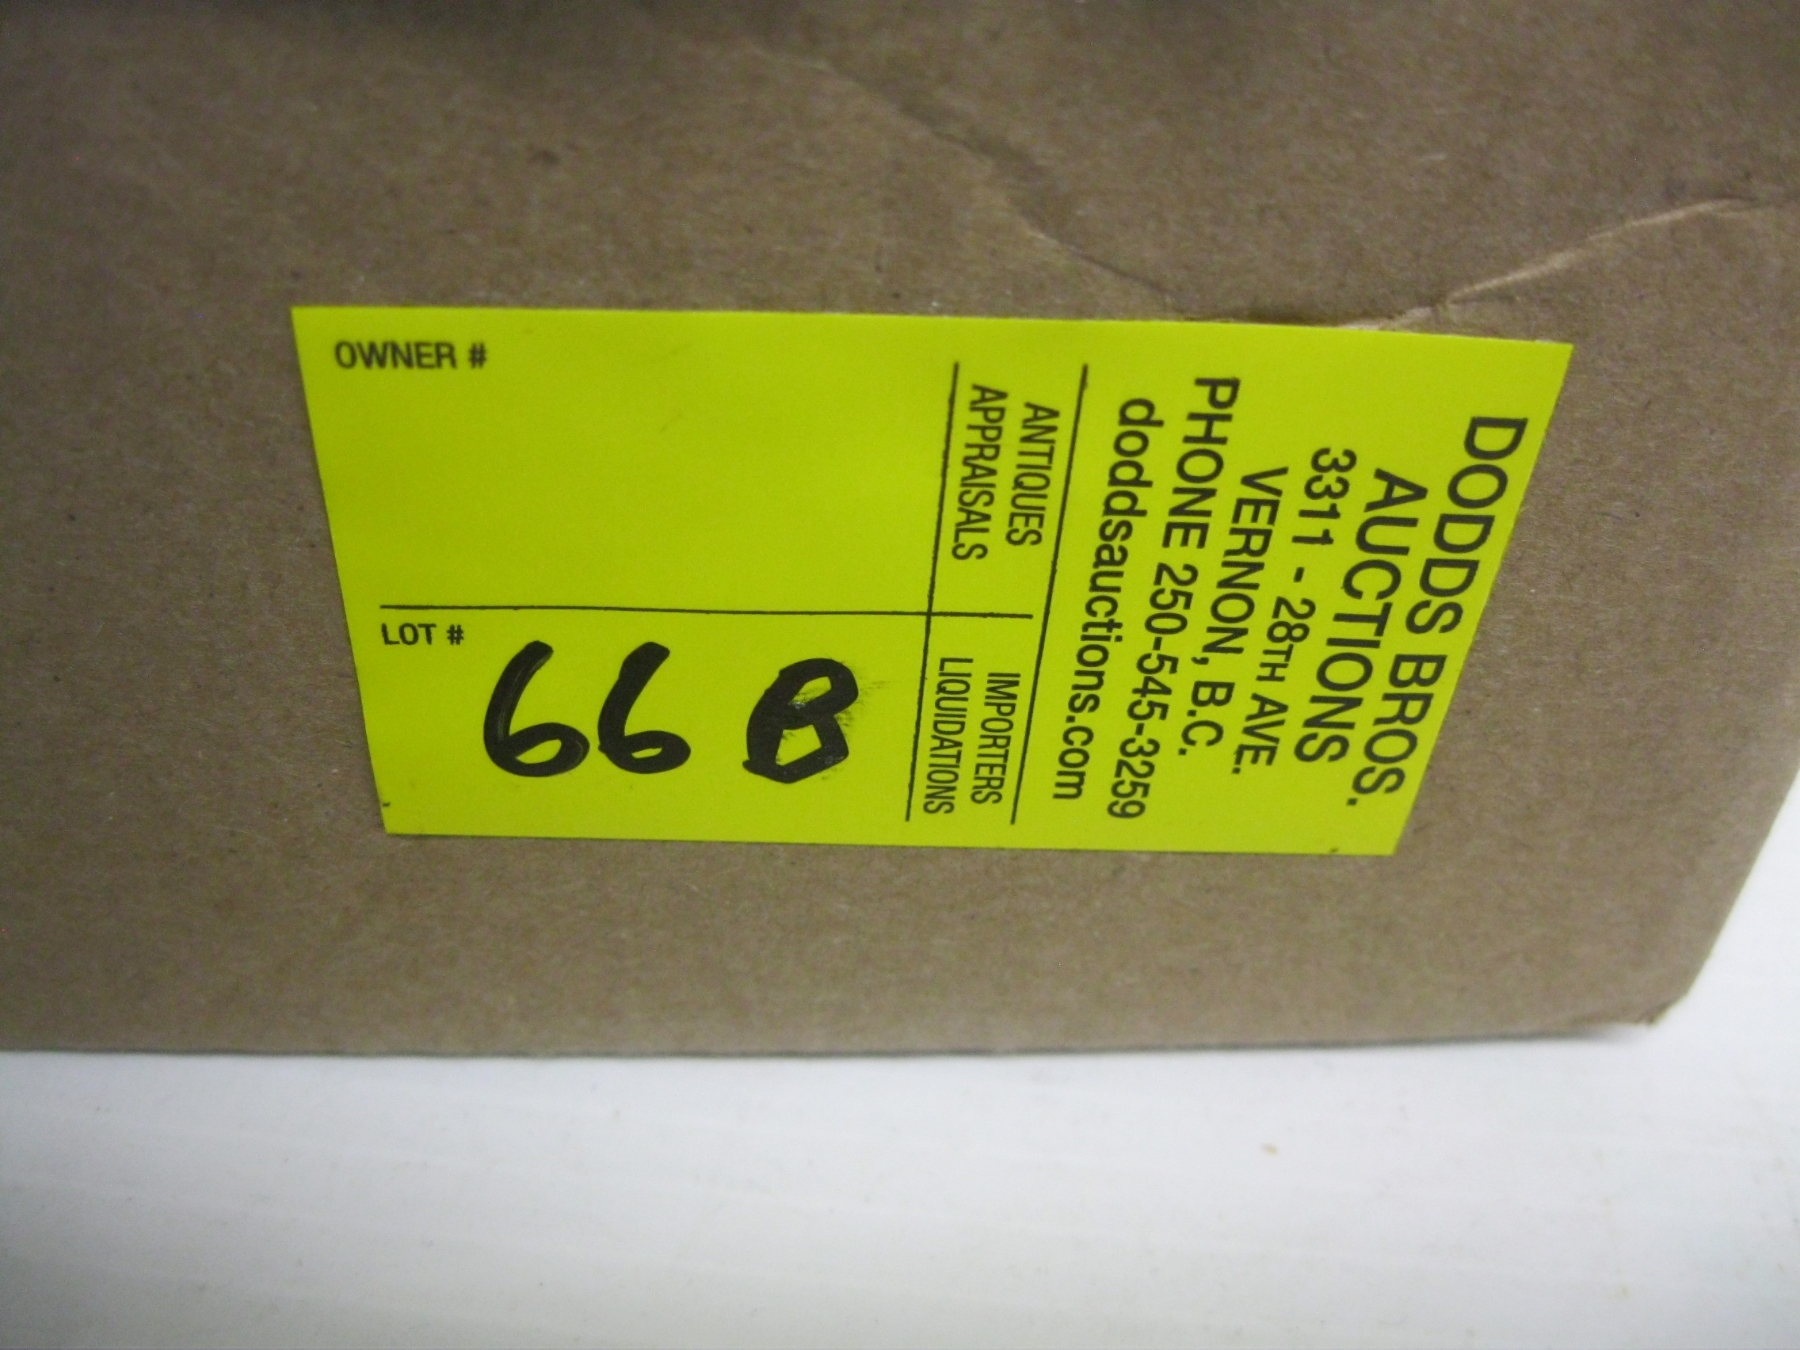 DODDS BROS.
AUCTIONS
3311 - 28TH AVE.
VERNON, B.C.
PHONE 250-545-3259
doddsauctions.com
ANTIQUES
APPRAISALS
IMPORTERS
LIQUIDATIONS
OWNER #
LOT #
66 B